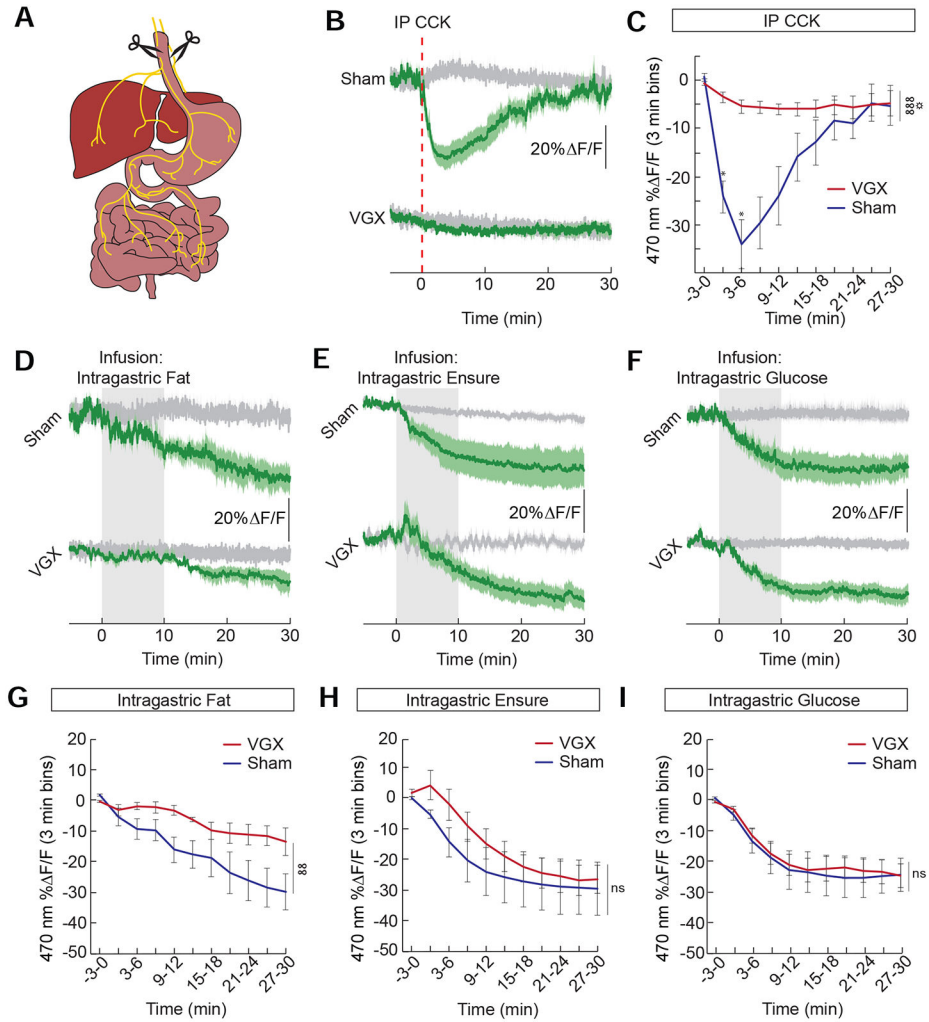 A
B
IP CCK
Sham
20%ΔF/F
VGX
0
10
20
30
Time (min)
C
IP CCK
470 nm %ΔF/F (3 min bins)
0
-10
-20
-30
*
*
VGX
Sham
888
¤
-3-0
3-6
9-12
15-18
21-24
27-30
Time (min)
D
Infusion:
Intragastric Fat
Sham
20%ΔF/F
VGX
0
10
20
30
Time (min)
E
Infusion:
Intragastric Ensure
Sham
20%ΔF/F
VGX
0
10
20
30
Time (min)
F
Infusion:
Intragastric Glucose
Sham
20%ΔF/F
VGX
0
10
20
30
Time (min)
G
Intragastric Fat
470 nm %ΔF/F (3 min bins)
20
10
0
-10
-20
-30
-40
-50
VGX
Sham
88
-3-0
3-6
9-12
15-18
21-24
27-30
Time (min)
H
Intragastric Ensure
470 nm %ΔF/F (3 min bins)
20
10
0
-10
-20
-30
-40
-50
VGX
Sham
ns
-3-0
3-6
9-12
15-18
21-24
27-30
Time (min)
I
Intragastric Glucose
470 nm %ΔF/F (3 min bins)
20
10
0
-10
-20
-30
-40
-50
VGX
Sham
ns
-3-0
3-6
9-12
15-18
21-24
27-30
Time (min)